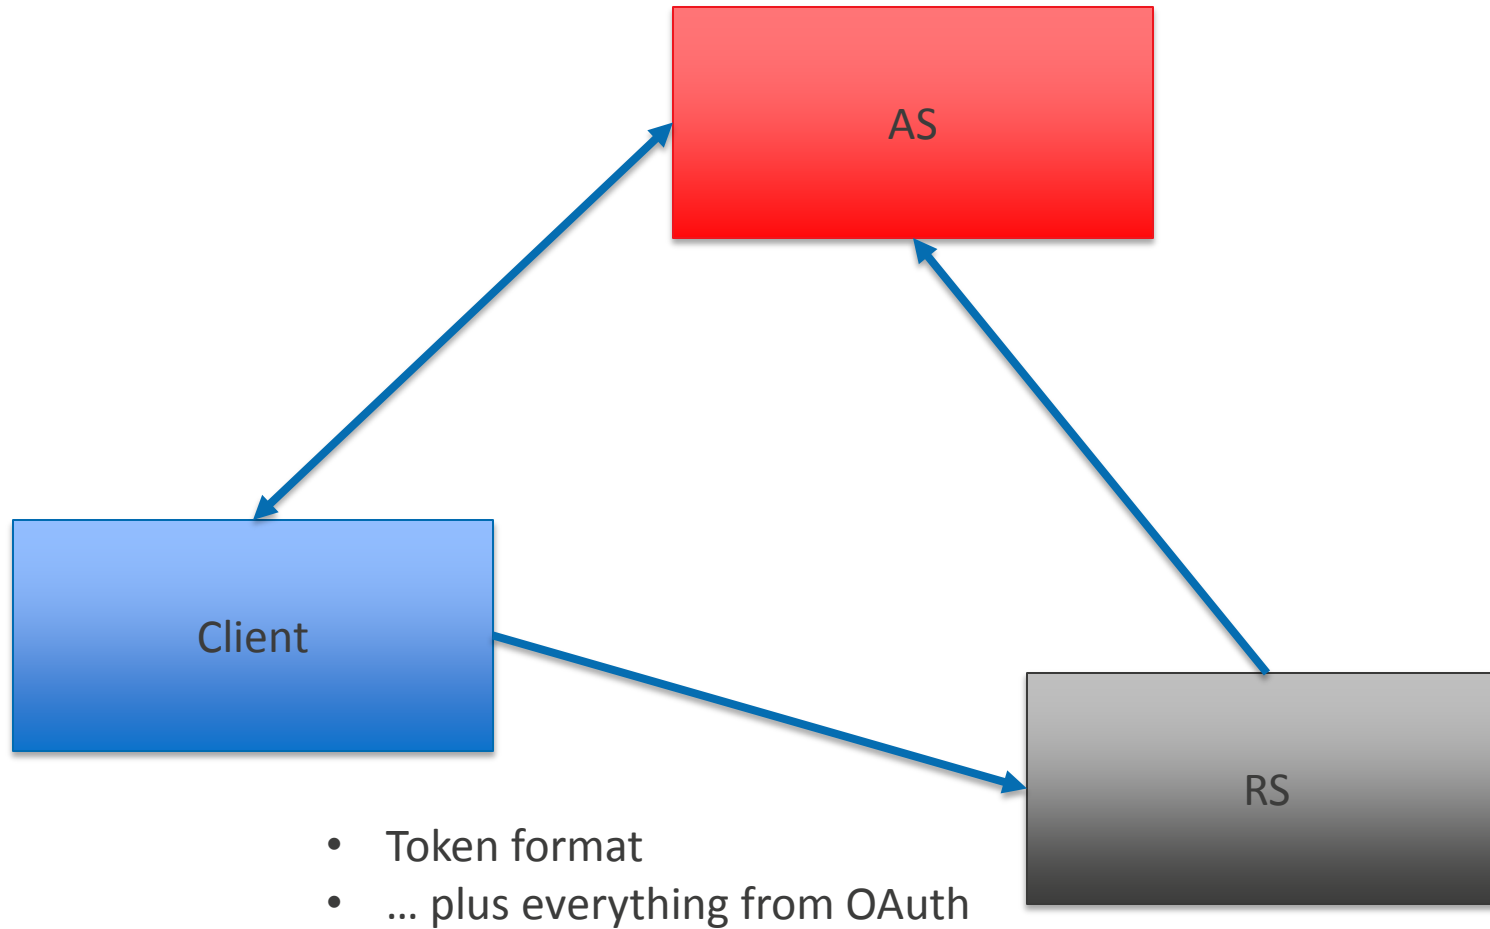 AS
Client
RS
• Token format
• … plus everything from OAuth